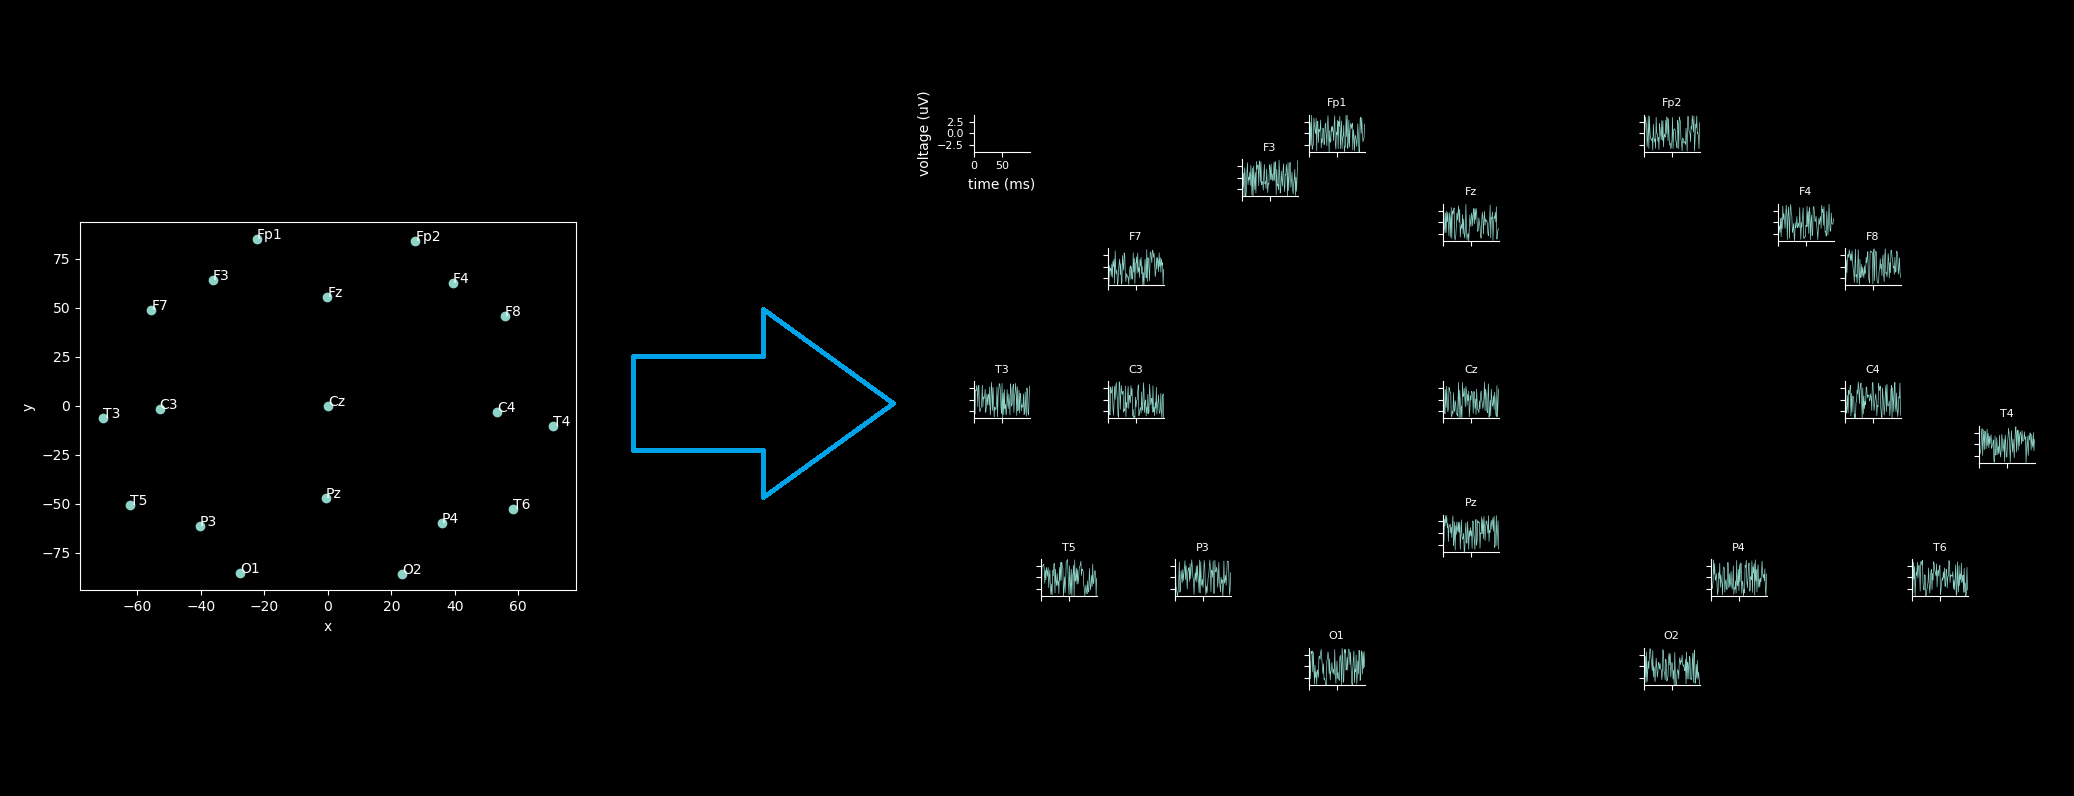 Fp1
Fp2
75
F3
F4
Fz
50
F7
F8
25
y
0
Cz
C3
C4
T3
T4
−25
Pz
−50
T5
T6
P3
P4
−75
O1
O2
−60 −40 −20 0 20 40 60
x
voltage (uV)
2.5
0.0
−2.5
0 50
time (ms)
Fp1
Fp2
F3
Fz
F4
F7
F8
T3
C3
Cz
C4
T4
Pz
T5
P3
P4
T6
O1
O2